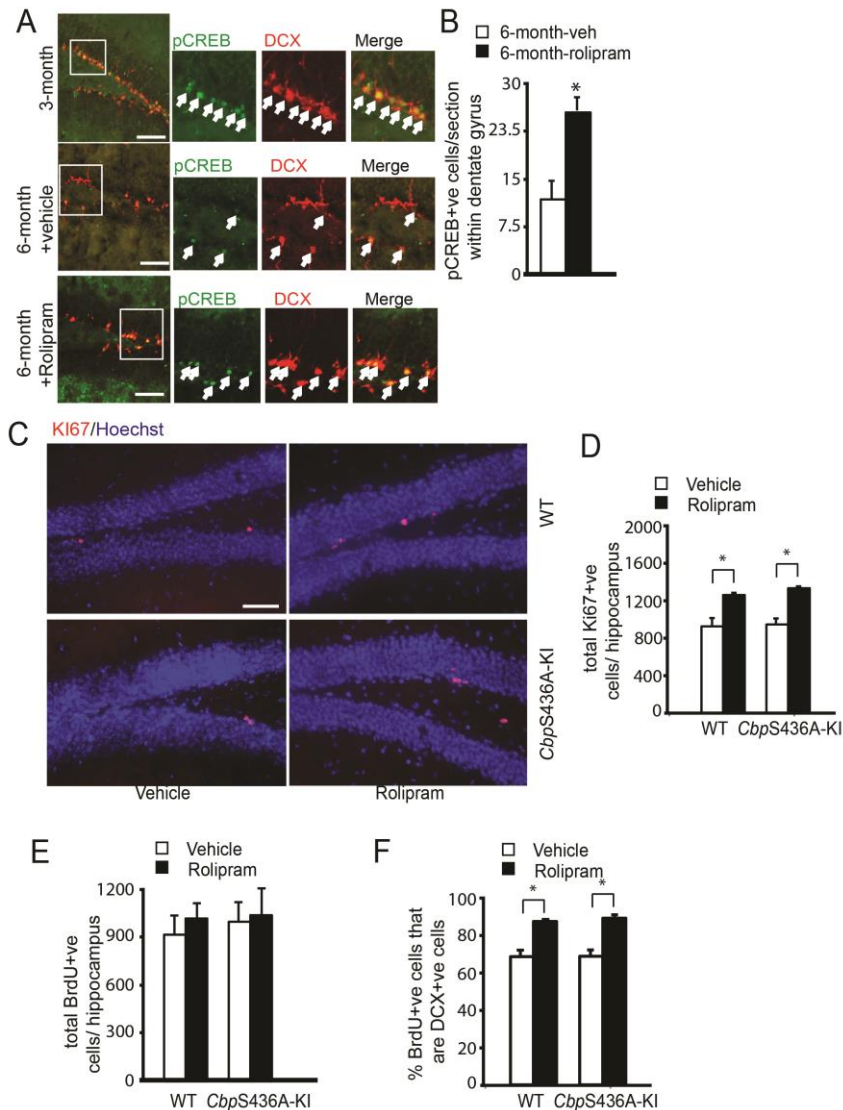 A
3-month
pCREB
DCX
Merge
6-month
+vehicle
6-month
+Rolipram
pCREB
DCX
Merge
B
6-month-veh
6-month-rolipram
pCREB+ve cells/section
within dentate gyrus
30
23.5
15
7.5
0
*
C
KI67/Hoechst
WT
CbpS436A-KI
Vehicle
Rolipram
D
Vehicle
Rolipram
total Ki67+ve
cells/ hippocampus
2000
1600
1200
800
400
0
*
*
WT
CbpS436A-KI
E
Vehicle
Rolipram
total BrdU+ve
cells/ hippocampus
1200
900
600
300
0
WT
CbpS436A-KI
F
Vehicle
Rolipram
% BrdU+ve cells that
are DCX+ve cells
100
80
60
40
20
0
*
*
WT
CbpS436A-KI